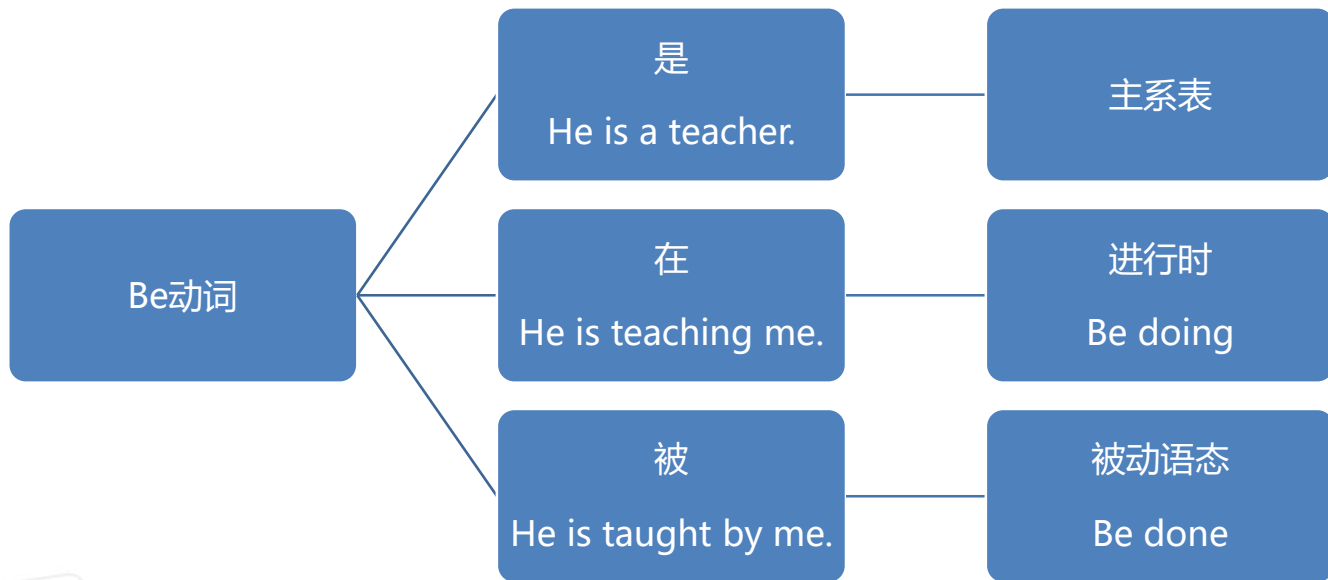 Be动词
是
He is a teacher.
主系表
在
He is teaching me.
进行时
Be doing
被
He is taught by me.
被动语态
Be done